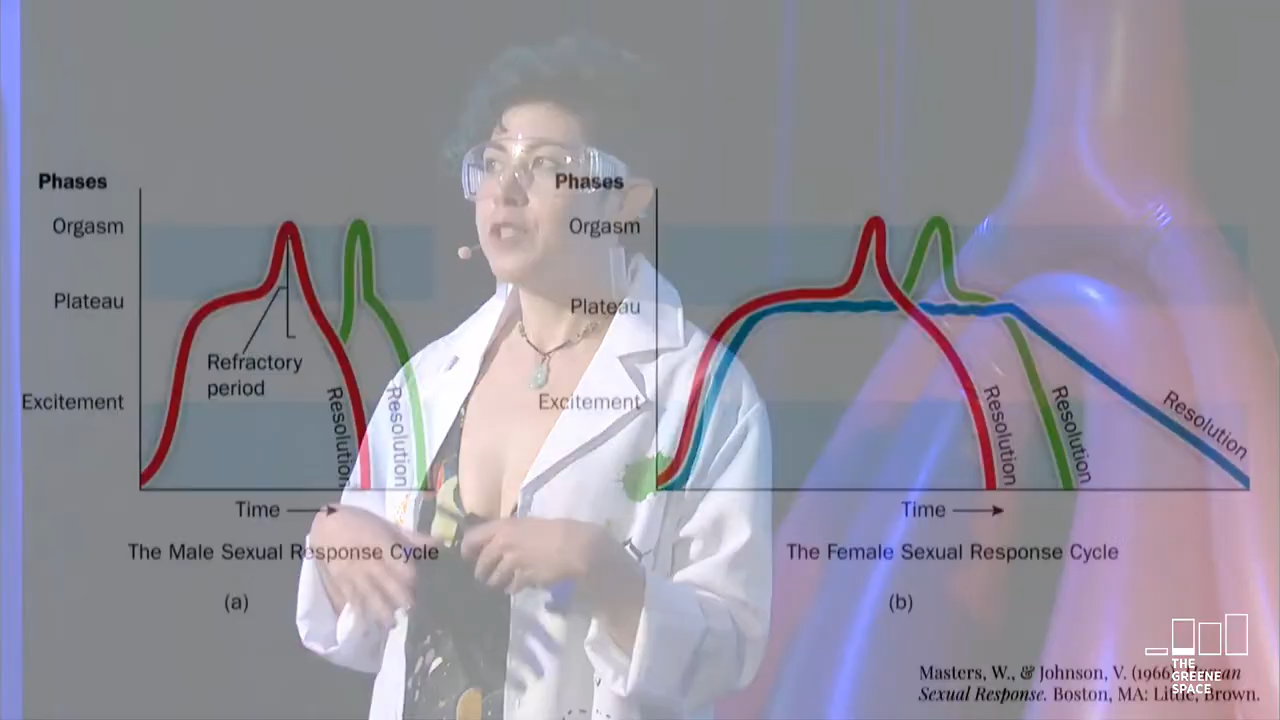 Phases
Orgasm
Plateau
Excitement
Refractory
period
Resolution
Resolution
Time
The Male Sexual Response Cycle
(a)
Phases
Orgasm
Plateau
Excitement
Resolution
Resolution
Resolution
Time
The Female Sexual Response Cycle
(b)
Masters, W., & Johnson, V. (1966). Human
Sexual Response. Boston, MA: Little, Brown.
THE
GREENE
SPACE